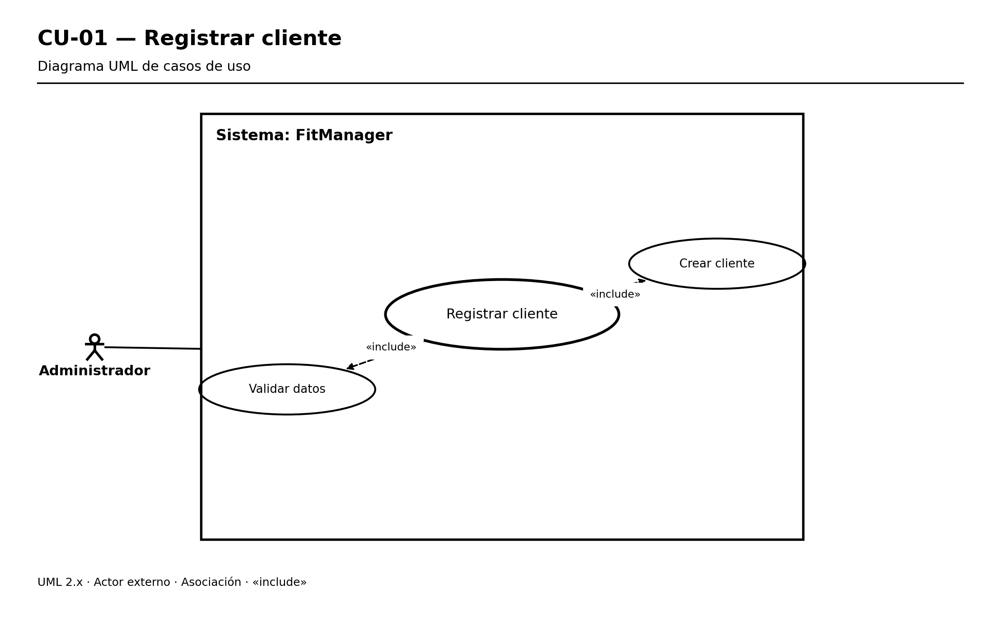 CU-01 — Registrar cliente
Diagrama UML de casos de uso
Sistema: FitManager
Crear cliente
«include»
Registrar cliente
«include»
Administrador
Validar datos
UML 2.x · Actor externo · Asociación · «include»